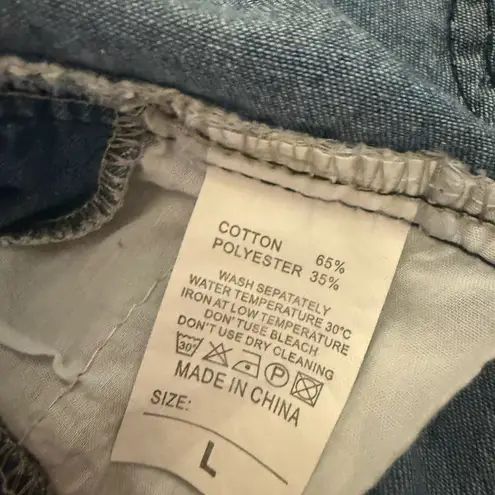 COTTON 65%
POLYESTER 35%
WASH SEPATATELY
WATER TEMPERATURE 30°C
IRON AT LOW TEMPERATURE
DON'TUSE BLEACH
DON'T USE DRY CLEANING
30° P
MADE IN CHINA
SIZE:
L